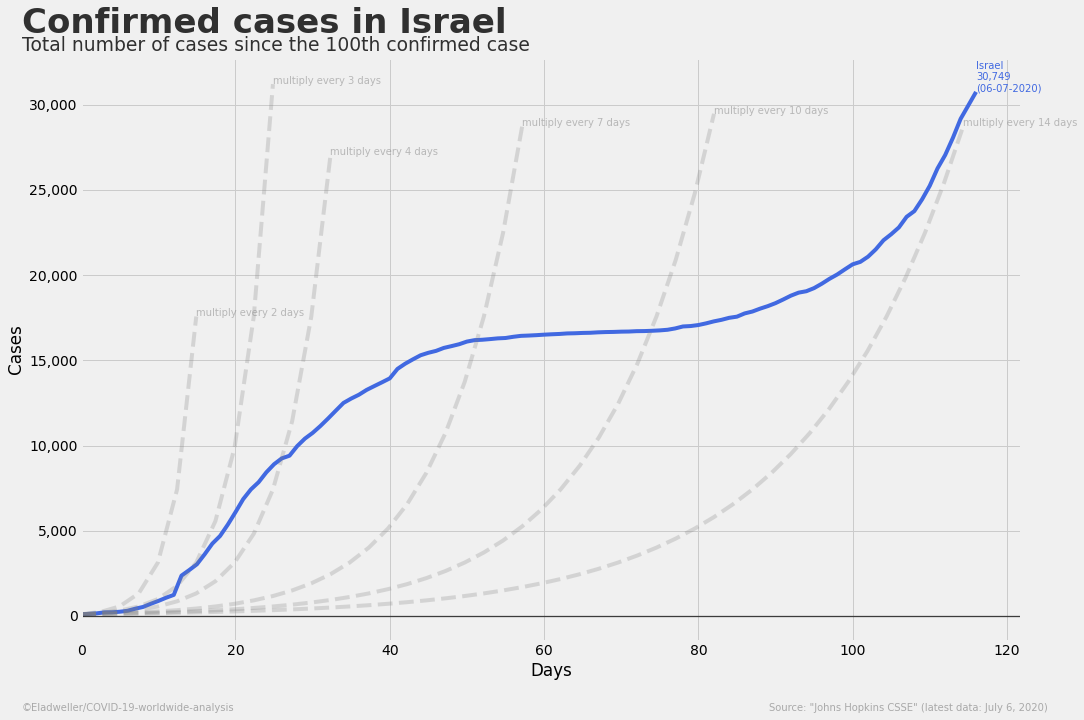 Confirmed cases in Israel
Total number of cases since the 100th confirmed case
Israel
30,749
(06-07-2020)
multiply every 3 days
multiply every 10 days
multiply every 7 days
multiply every 14 days
multiply every 4 days
multiply every 2 days
30,000
25,000
20,000
15,000
10,000
5,000
0
Cases
0
20
40
60
80
100
120
Days
©Eladweller/COVID-19-worldwide-analysis
Source: "Johns Hopkins CSSE" (latest data: July 6, 2020)